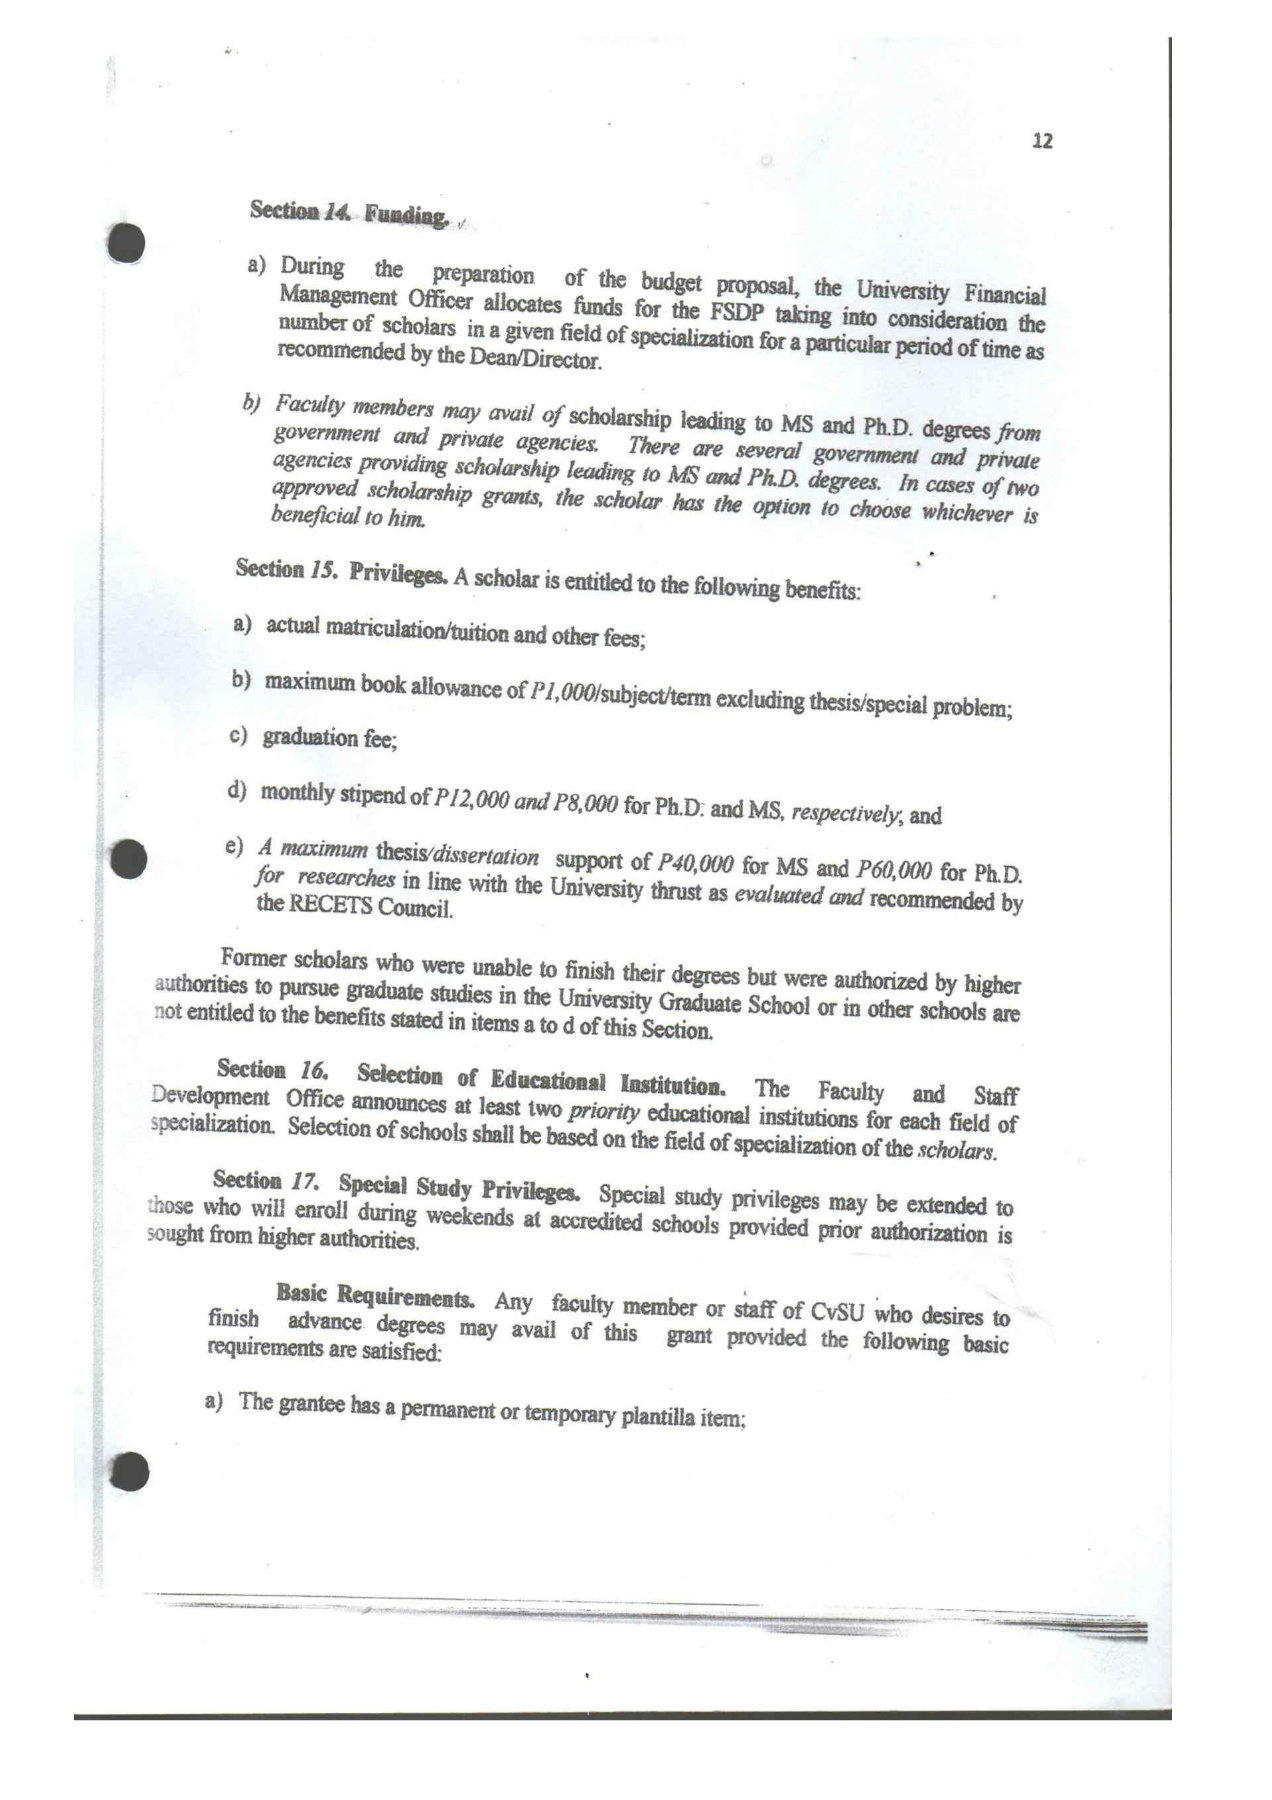 12
Section 14. Funding.
a) During the preparation of the budget proposal, the University Financial
Management Officer allocates funds for the FSDP taking into consideration the
number of scholars in a given field of specialization for a particular period of time as
recommended by the Dean/Director.
b) Faculty members may avail of scholarship leading to MS and Ph.D. degrees from
government and private agencies. There are several government and private
agencies providing scholarship leading to MS and Ph.D. degrees. In cases of two
approved scholarship grants, the scholar has the option to choose whichever is
beneficial to him.
Section 15. Privileges. A scholar is entitled to the following benefits:
a) actual matriculation/tuition and other fees;
b) maximum book allowance of P1,000/subject/term excluding thesis/special problem;
c) graduation fee;
d) monthly stipend of P12,000 and P8,000 for Ph.D. and MS, respectively; and
e) A maximum thesis/dissertation support of P40,000 for MS and P60,000 for Ph.D.
for researches in line with the University thrust as evaluated and recommended by
the RECETS Council.
Former scholars who were unable to finish their degrees but were authorized by higher
authorities to pursue graduate studies in the University Graduate School or in other schools are
not entitled to the benefits stated in items a to d of this Section.
Section 16. Selection of Educational Institution. The Faculty and Staff
Development Office announces at least two priority educational institutions for each field of
specialization. Selection of schools shall be based on the field of specialization of the scholars.
Section 17. Special Study Privileges. Special study privileges may be extended to
those who will enroll during weekends at accredited schools provided prior authorization is
sought from higher authorities.
Basic Requirements. Any faculty member or staff of CvSU who desires to
finish advance degrees may avail of this grant provided the following basic
requirements are satisfied:
a) The grantee has a permanent or temporary plantilla item;